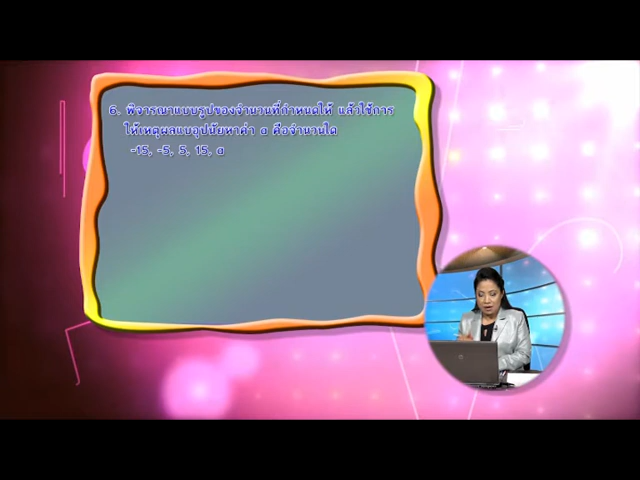 6. พิจารณาแบบรูปของจำนวนที่กำหนดให้ แล้วใช้การ
ให้เหตุผลแบบอุปนัยหาค่า a คือจำนวนใด
-15, -5, 5, 15, a